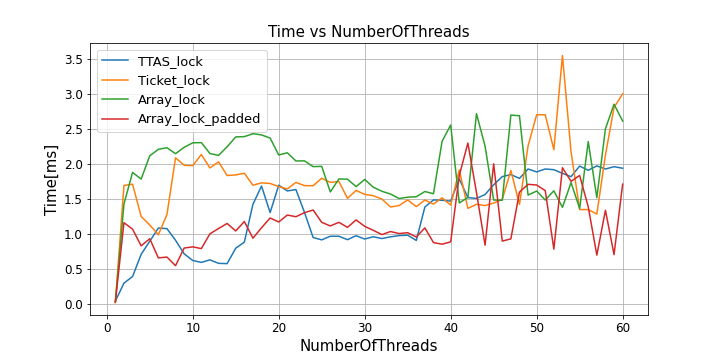 Time vs NumberOfThreads
TTAS_lock
Ticket_lock
Array_lock
Array_lock_padded
Time[ms]
3.5
3.0
2.5
2.0
1.5
1.0
0.5
0.0
0 10 20 30 40 50 60
NumberOfThreads